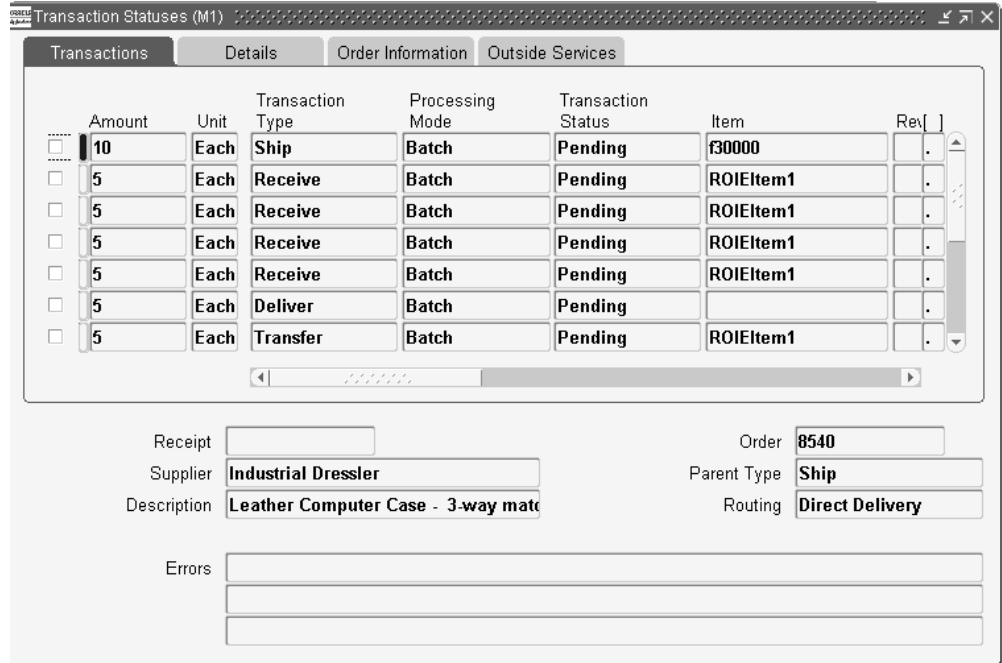 Transaction Statuses (M1)
Transactions Details Order Information Outside Services
Transaction Processing Transaction
Amount Unit Type Mode Status Item Rev [ ]
10 Each Ship Batch Pending f30000 .
5 Each Receive Batch Pending ROIEItem1 .
5 Each Receive Batch Pending ROIEItem1 .
5 Each Receive Batch Pending ROIEItem1 .
5 Each Receive Batch Pending ROIEItem1 .
5 Each Deliver Batch Pending .
5 Each Transfer Batch Pending ROIEItem1 .
Receipt Order 8540
Supplier Industrial Dressler Parent Type Ship
Description Leather Computer Case - 3-way matc Routing Direct Delivery
Errors